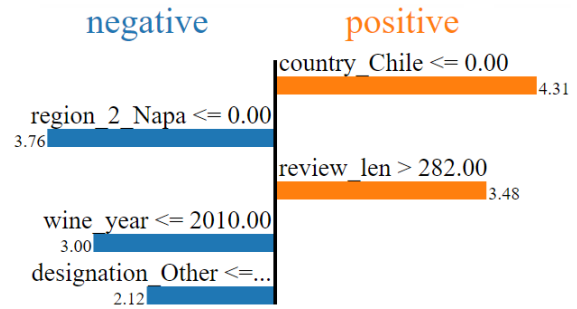 negative positive
country_Chile <= 0.00
4.31
region_2_Napa <= 0.00
3.76
review_len > 282.00
3.48
wine_year <= 2010.00
3.00
designation_Other <=...
2.12